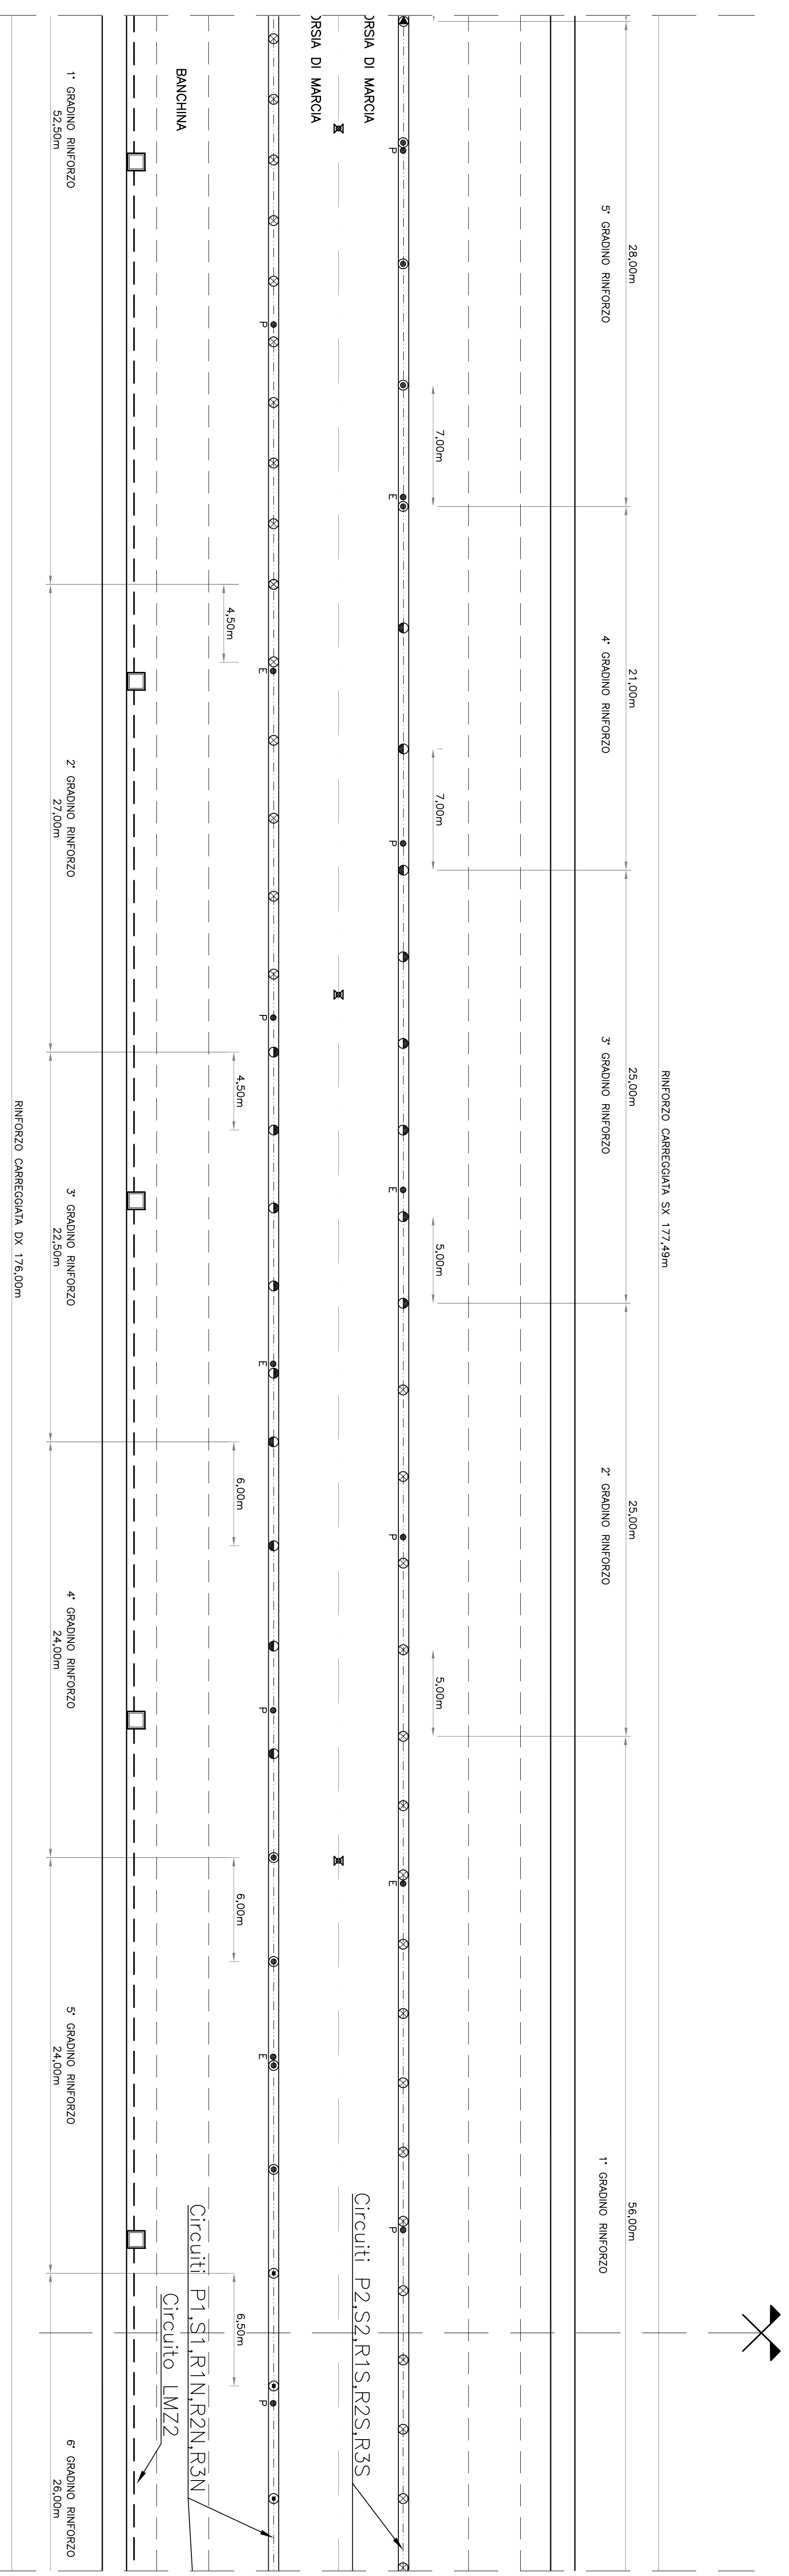 RINFORZO CARREGGIATA SX 177,49m
28,00m
21,00m
25,00m
25,00m
56,00m
5° GRADINO RINFORZO
4° GRADINO RINFORZO
3° GRADINO RINFORZO
2° GRADINO RINFORZO
1° GRADINO RINFORZO
7,00m
7,00m
5,00m
5,00m
P
E
P
E
P
E
P
ORSIA DI MARCIA
Circuiti P2,S2,R1S,R2S,R3S
ORSIA DI MARCIA
P
E
P
E
P
E
P
4,50m
4,50m
6,00m
6,00m
6,50m
Circuiti P1,S1,R1N,R2N,R3N
BANCHINA
Circuito LMZ2
1° GRADINO RINFORZO
52,50m
2° GRADINO RINFORZO
27,00m
3° GRADINO RINFORZO
22,50m
4° GRADINO RINFORZO
24,00m
5° GRADINO RINFORZO
24,00m
6° GRADINO RINFORZO
26,00m
RINFORZO CARREGGIATA DX 176,00m